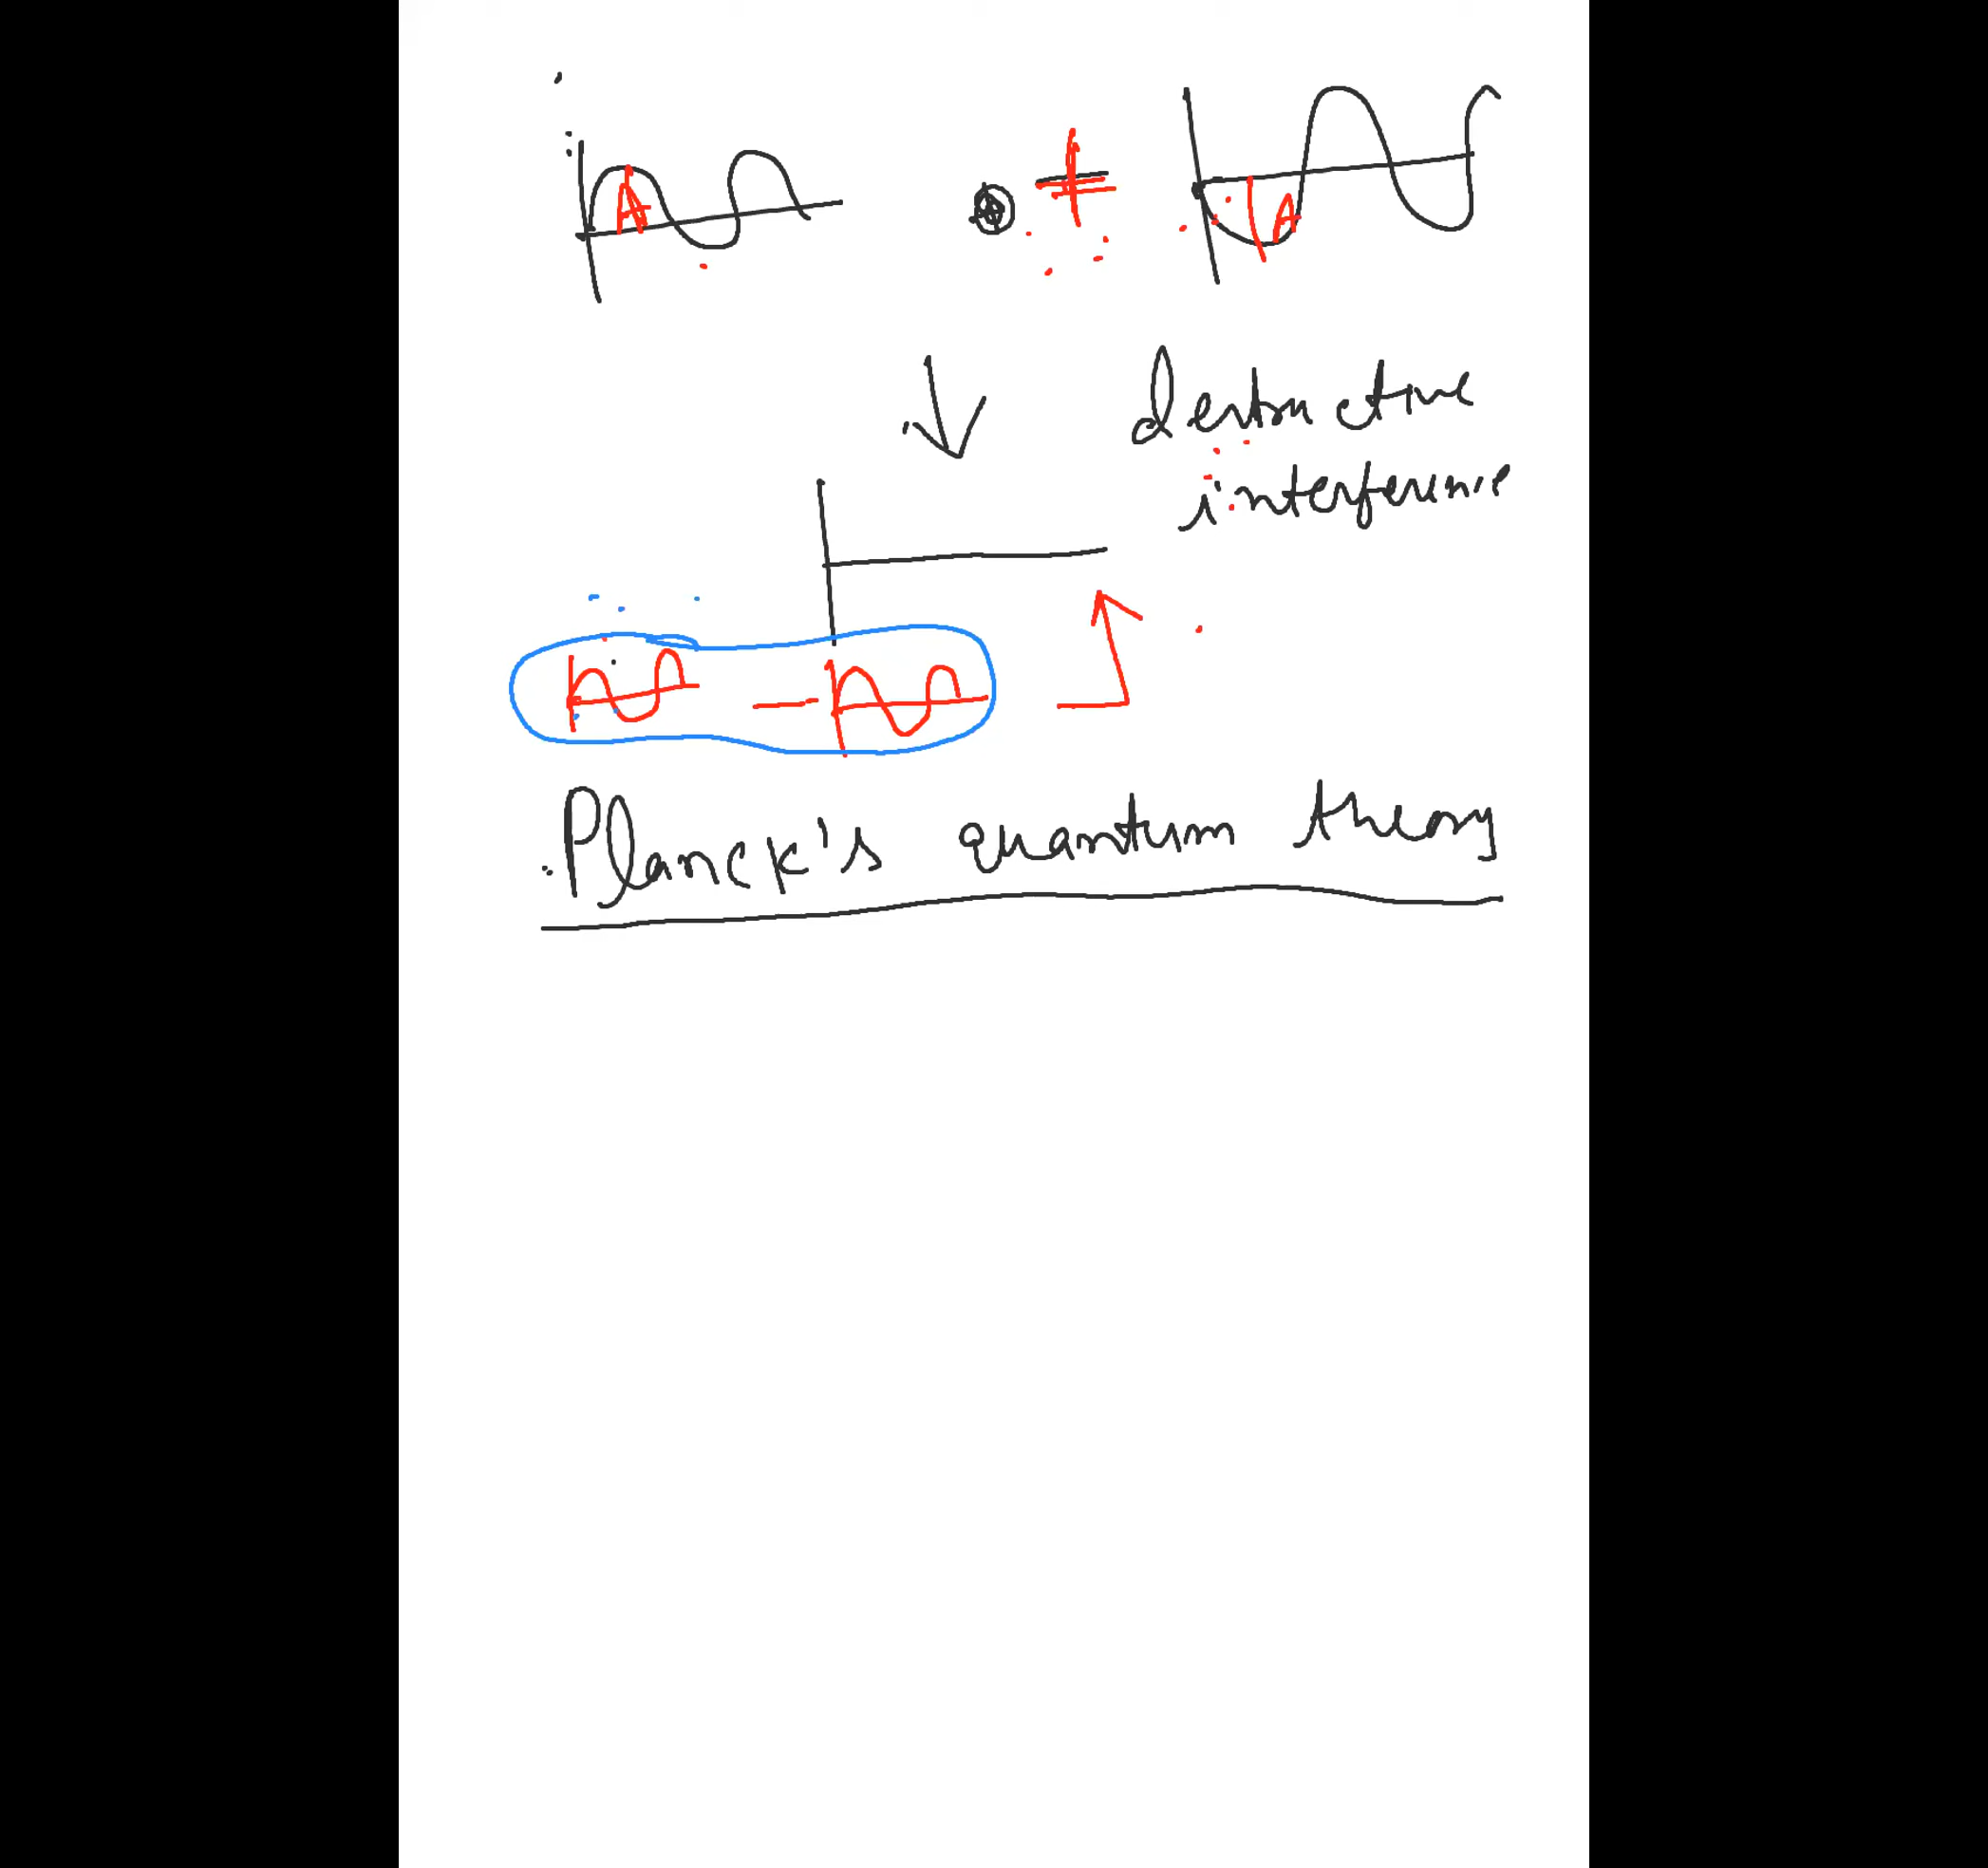 A + A
destructive
interference
Planck's quantum theory